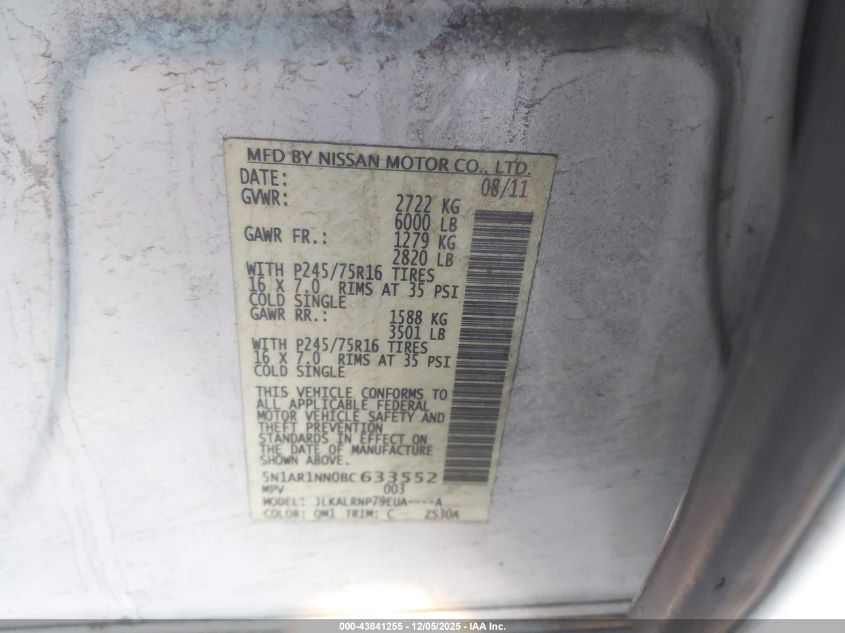 MFD BY NISSAN MOTOR CO., LTD.
DATE: 08/11
GVWR: 2722 KG
6000 LB
GAWR FR.: 1279 KG
2820 LB
WITH P245/75R16 TIRES
16 X 7.0 RIMS AT 35 PSI
COLD SINGLE
GAWR RR.: 1588 KG
3501 LB
WITH P245/75R16 TIRES
16 X 7.0 RIMS AT 35 PSI
COLD SINGLE
THIS VEHICLE CONFORMS TO
ALL APPLICABLE FEDERAL
MOTOR VEHICLE SAFETY AND
THEFT PREVENTION
STANDARDS IN EFFECT ON
THE DATE OF MANUFACTURE
SHOWN ABOVE.
5N1AR1NN0BC633552
MPV 003
MODEL: JLKALRNP79EUA----A
COLOR: QM1 TRIM: C ZS30A
000-43841255 - 12/05/2025 - IAA, Inc.